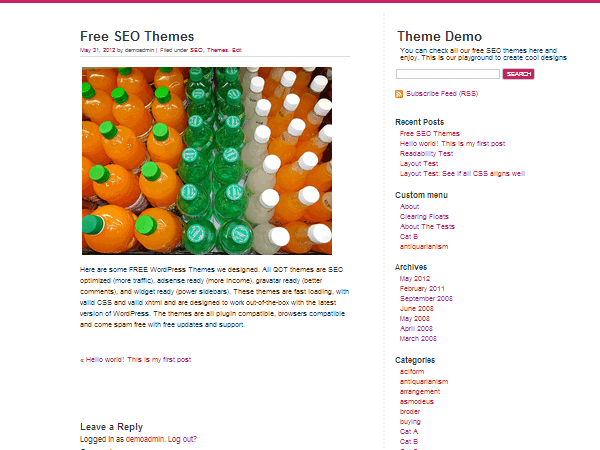 Free SEO Themes
May 21, 2012 by demoadmin | Filed under SEO, Themes. Edit
Here are some FREE WordPress Themes we designed. All QOT themes are SEO
optimized (more traffic), adsense ready (more income), gravatar ready (better
comments), and widget ready (power sidebars). These themes are fast loading, with
valid CSS and valid xhtml and are designed to work out-of-the-box with the latest
version of WordPress. The themes are all plugin compatible, browsers compatible
and come spam free with free updates and support.
« Hello world! This is my first post
Leave a Reply
Logged in as demoadmin. Log out?
Theme Demo
You can check all our free SEO themes here and
enjoy. This is our playground to create cool designs
SEARCH
Subscribe Feed (RSS)
Recent Posts
Free SEO Themes
Hello world! This is my first post
Readability Test
Layout Test
Layout Test: See if all CSS aligns well
Custom menu
About
Clearing Floats
About The Tests
Cat B
antiquarianism
Archives
May 2012
February 2011
September 2008
June 2008
May 2008
April 2008
March 2008
Categories
aciform
antiquarianism
arrangement
asmodeus
broder
buying
Cat A
Cat B